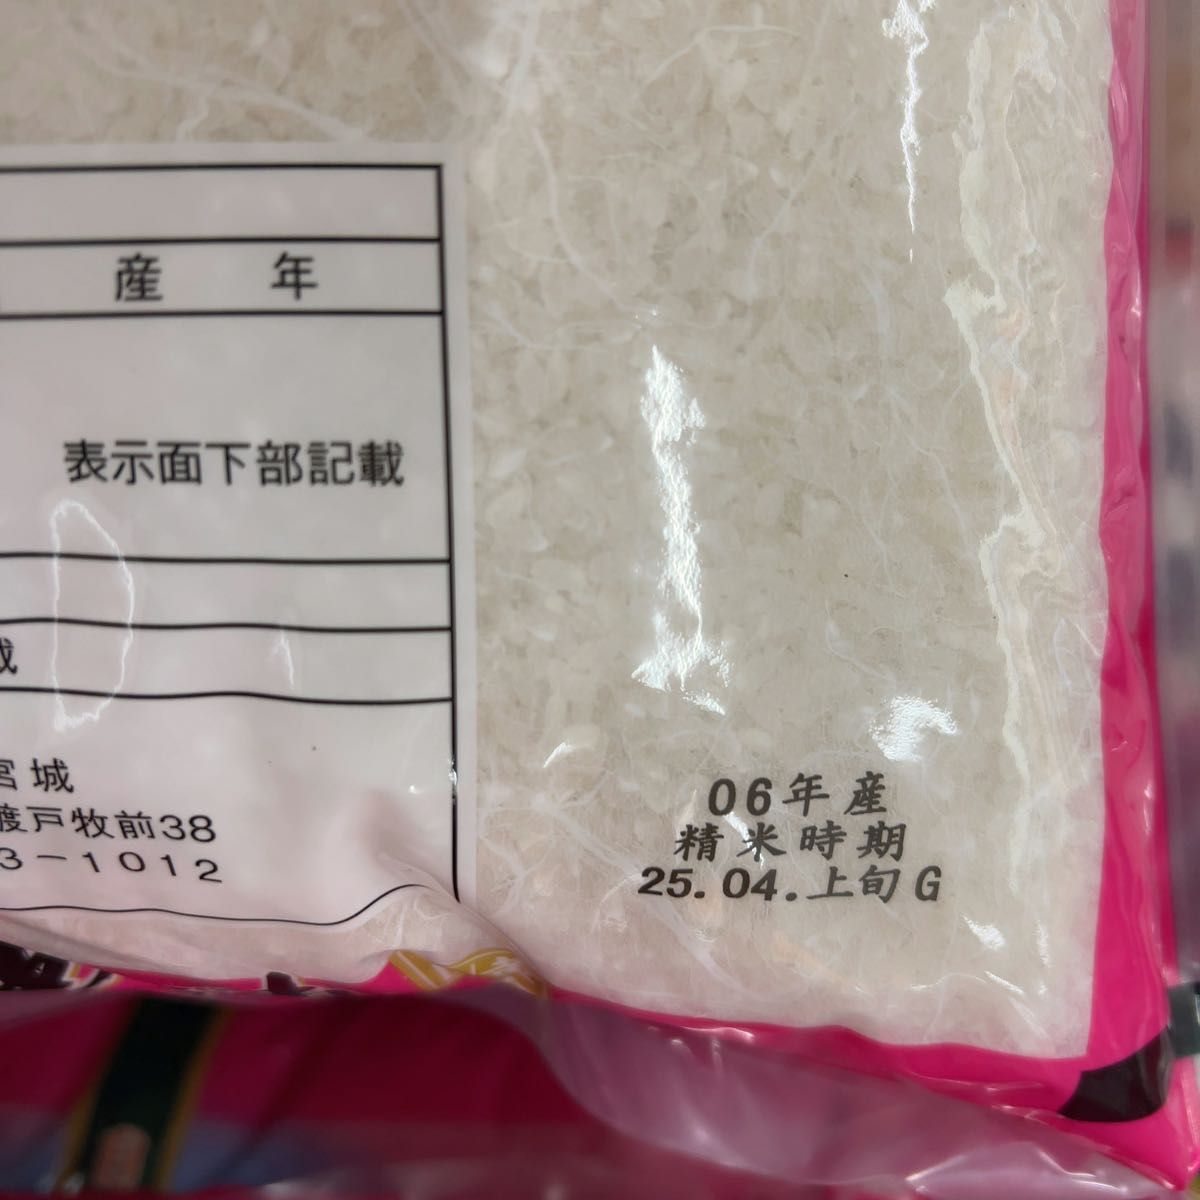 産年
表示面下部記載
載
宮城
渡戸牧前38
3-1012
06年産
精米時期
25.04.上旬G